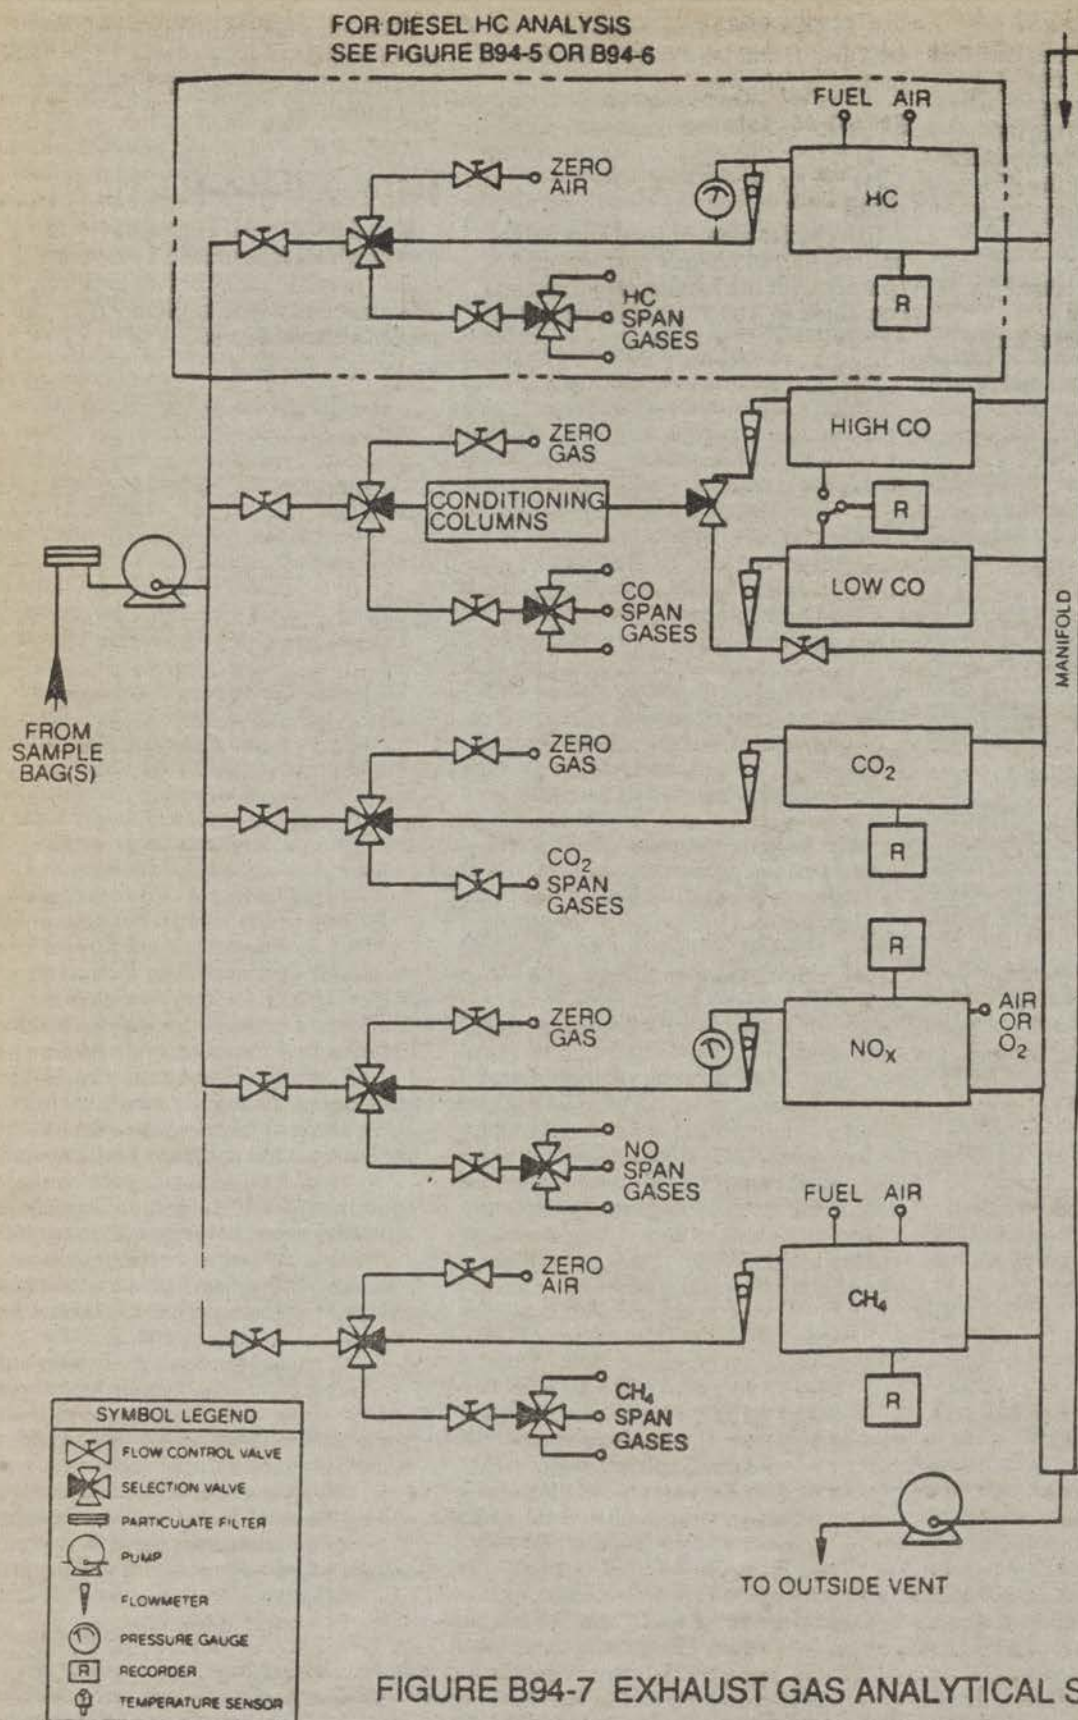 FOR DIESEL HC ANALYSIS
SEE FIGURE B94-5 OR B94-6
FUEL AIR
ZERO
AIR
HC
HC
SPAN
GASES
R
ZERO
GAS
HIGH CO
CONDITIONING
COLUMNS
R
CO
SPAN
GASES
LOW CO
MANIFOLD
FROM
SAMPLE
BAG(S)
ZERO
GAS
CO₂
R
CO₂
SPAN
GASES
R
ZERO
GAS
NOₓ
AIR
OR
O₂
NO
SPAN
GASES
FUEL AIR
ZERO
AIR
CH₄
R
CH₄
SPAN
GASES
TO OUTSIDE VENT
SYMBOL LEGEND
FLOW CONTROL VALVE
SELECTION VALVE
PARTICULATE FILTER
PUMP
FLOWMETER
PRESSURE GAUGE
R RECORDER
TEMPERATURE SENSOR
FIGURE B94-7 EXHAUST GAS ANALYTICAL S